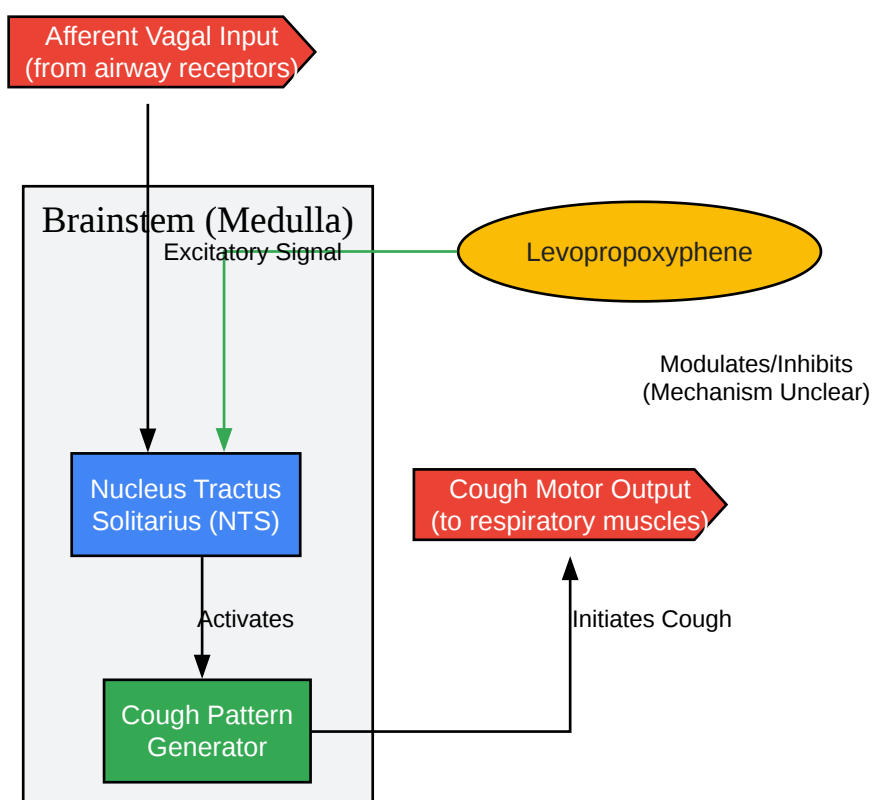 Afferent Vagal Input
(from airway receptors)
Brainstem (Medulla)
Excitatory Signal
Levopropoxyphene
Modulates/Inhibits
(Mechanism Unclear)
Nucleus Tractus
Solitarius (NTS)
Cough Motor Output
(to respiratory muscles)
Activates
Initiates Cough
Cough Pattern
Generator